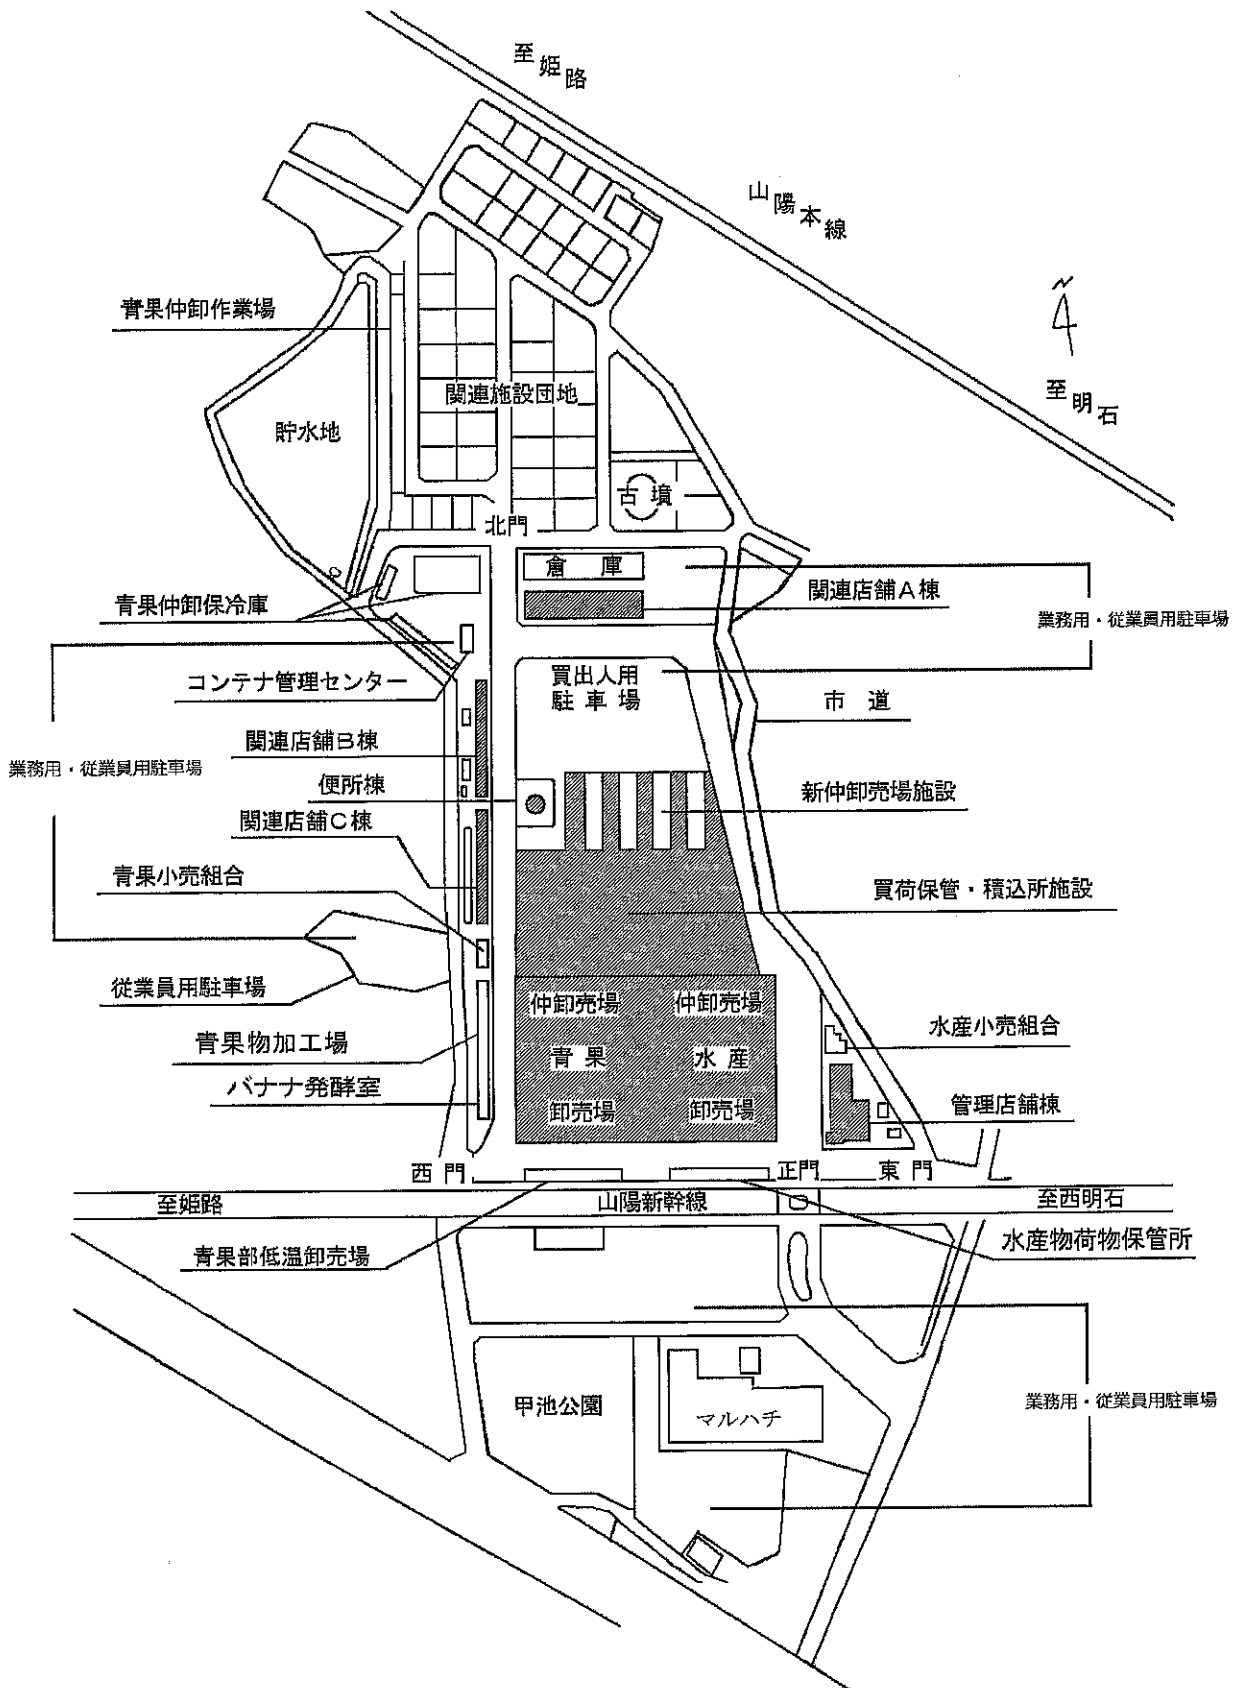 至姫路
山陽本線
N
至明石
青果仲卸作業場
関連施設団地
貯水地
古墳
北門
倉庫
関連店舗A棟
青果仲卸保冷庫
業務用・従業員用駐車場
買出人用
駐車場
コンテナ管理センター
市道
関連店舗B棟
業務用・従業員用駐車場
便所棟
新仲卸売場施設
関連店舗C棟
青果小売組合
買荷保管・積込所施設
従業員用駐車場
仲卸売場
仲卸売場
水産小売組合
青果物加工場
青果
水産
バナナ発酵室
卸売場
卸売場
管理店舗棟
西門
正門
東門
至姫路
山陽新幹線
至西明石
青果部低温卸売場
水産物荷物保管所
業務用・従業員用駐車場
甲池公園
マルハチ